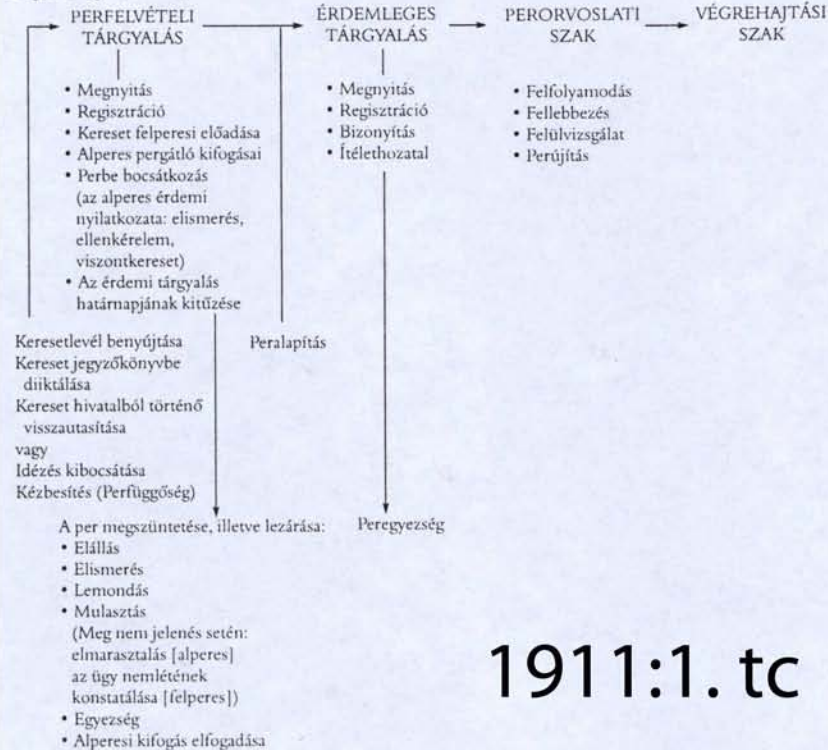 PERFELVÉTELI
TÁRGYALÁS
• Megnyitás
• Regisztráció
• Kereset felperesi előadása
• Alperes pergátló kifogásai
• Perbe bocsátkozás
(az alperes érdemi
nyilatkozata: elismerés,
ellenkérelem,
viszontkereset)
• Az érdemi tárgyalás
határnapjának kitűzése
ÉRDEMLEGES
TÁRGYALÁS
• Megnyitás
• Regisztráció
• Bizonyítás
• Ítélethozatal
PERORVOSLATI
SZAK
• Felfolyamodás
• Fellebbezés
• Felülvizsgálat
• Perújítás
VÉGREHAJTÁSI
SZAK
Keresetlevél benyújtása
Kereset jegyzőkönyvbe
diiktálása
Kereset hivatalból történő
visszautasítása
vagy
Idézés kibocsátása
Kézbesítés (Perfüggőség)
Peralapítás
A per megszüntetése, illetve lezárása:
• Elállás
• Elismerés
• Lemondás
• Mulasztás
(Meg nem jelenés setén:
elmarasztalás [alperes]
az ügy nemlétének
konstatálása [felperes])
• Egyezség
• Alperesi kifogás elfogadása
Peregyezség
1911:1. tc